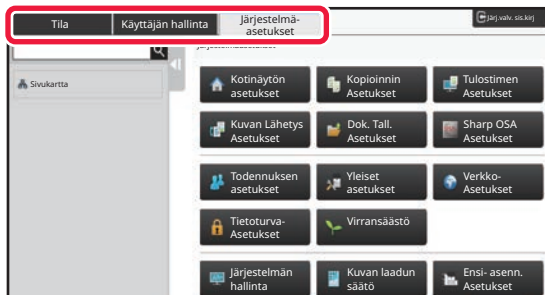 Tila
Käyttäjän hallinta
Järjestelmä-
asetukset
Järj.valv. sis.kirj
Järjestelmäasetukset
Sivukartta
Kotinäytön
asetukset
Kopioinnin
Asetukset
Tulostimen
Asetukset
Kuvan Lähetys
Asetukset
Dok. Tall.
Asetukset
Sharp OSA
Asetukset
Todennuksen
asetukset
Yleiset
asetukset
Verkko-
Asetukset
Tietoturva-
Asetukset
Virransäästö
Järjestelmän
hallinta
Kuvan laadun
säätö
Ensi- asenn.
Asetukset